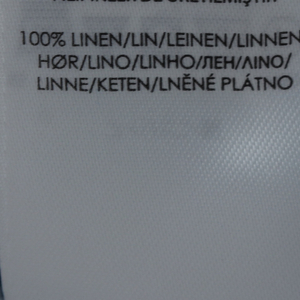 100% LINEN/LIN/LEINEN/LINNEN
HØR/LINO/LINHO/ЛЕН/ΛΙΝΟ/
LINNE/KETEN/LNĚNÉ PLÁTNO